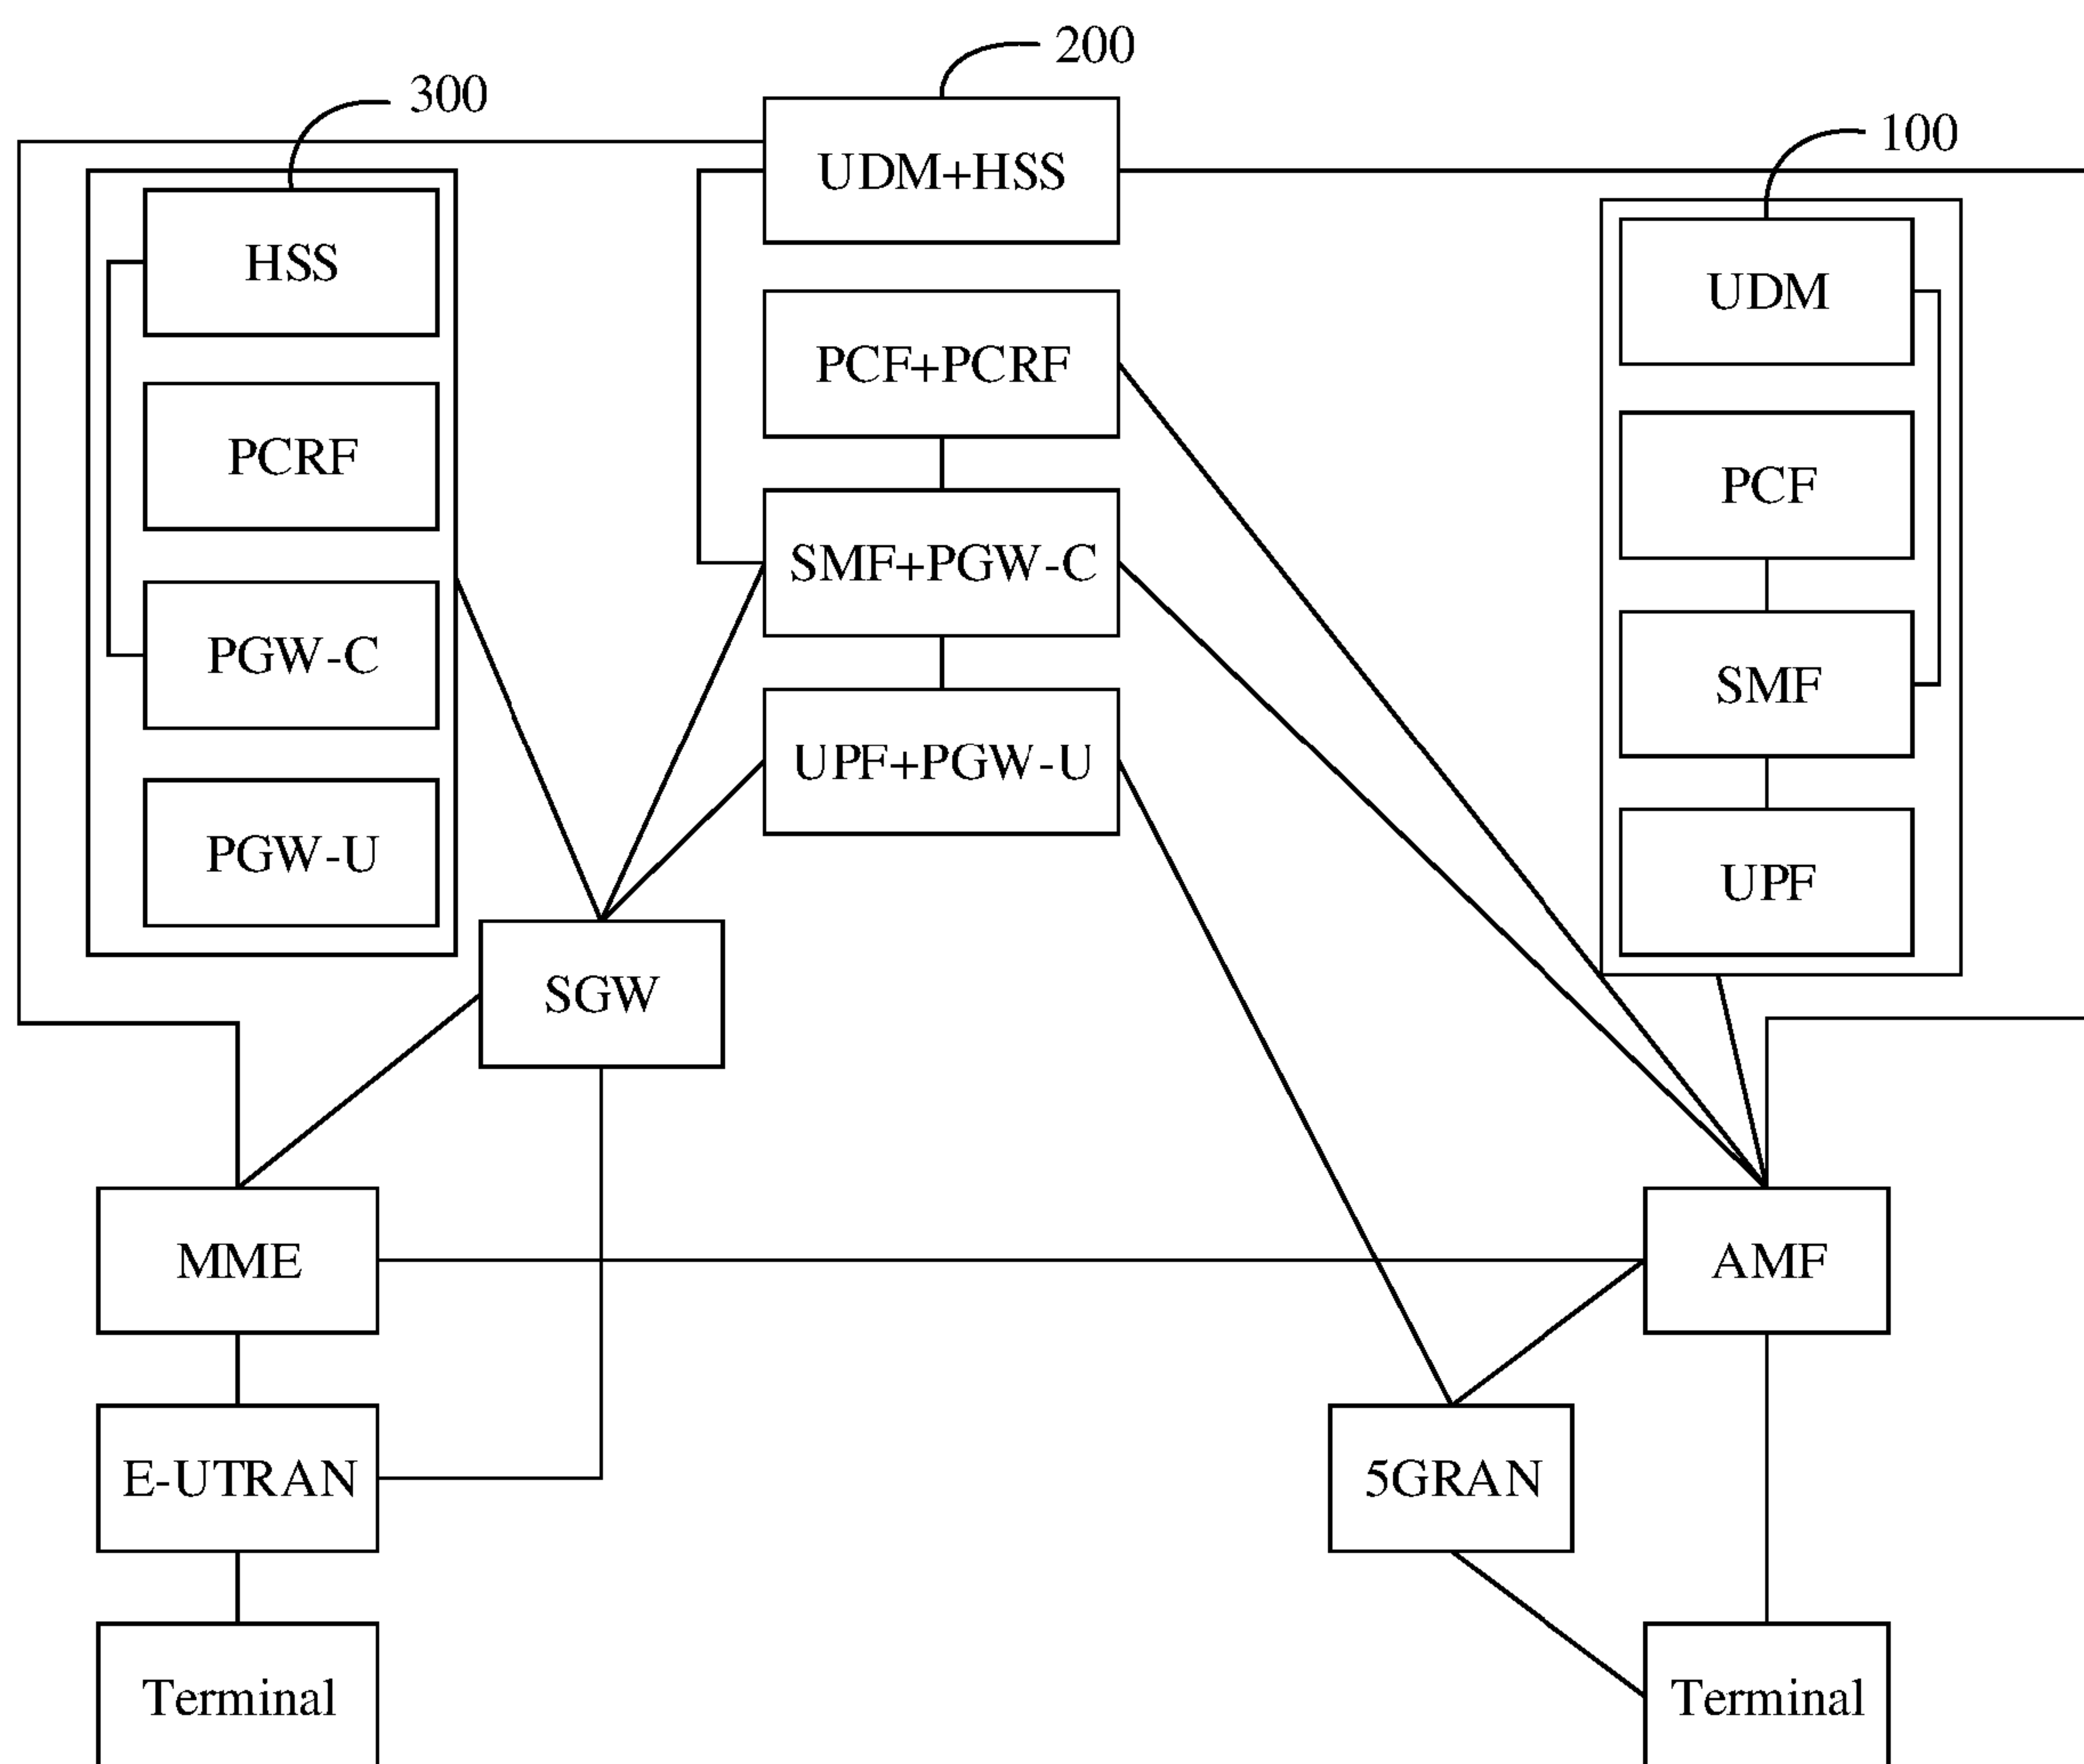 200
300
100
UDM+HSS
HSS
UDM
PCF+PCRF
PCRF
PCF
SMF+PGW-C
PGW-C
SMF
UPF+PGW-U
PGW-U
UPF
SGW
MME
AMF
E-UTRAN
5GRAN
Terminal
Terminal